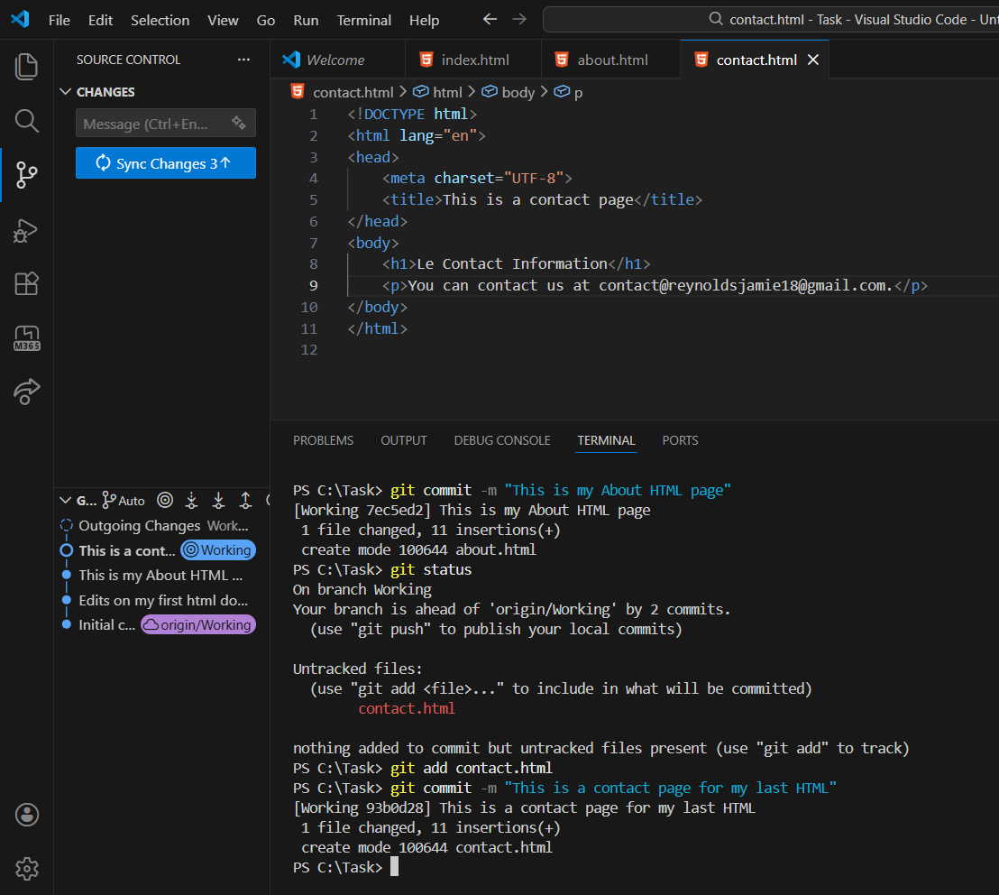 File Edit Selection View Go Run Terminal Help
contact.html - Task - Visual Studio Code -
SOURCE CONTROL
Welcome
index.html
about.html
contact.html
CHANGES
Message (Ctrl+En...
Sync Changes 3↑
contact.html > html > body > p
1 <!DOCTYPE html>
2 <html lang="en">
3 <head>
4 <meta charset="UTF-8">
5 <title>This is a contact page</title>
6 </head>
7 <body>
8 <h1>Le Contact Information</h1>
9 <p>You can contact us at contact@reynoldsjamie18@gmail.com.</p>
10 </body>
11 </html>
12
M365
PROBLEMS OUTPUT DEBUG CONSOLE TERMINAL PORTS
G... Auto
Outgoing Changes Work...
This is a cont... Working
This is my About HTML ...
Edits on my first html do...
Initial c... origin/Working
PS C:\Task> git commit -m "This is my About HTML page"
[Working 7ec5ed2] This is my About HTML page
1 file changed, 11 insertions(+)
create mode 100644 about.html
PS C:\Task> git status
On branch Working
Your branch is ahead of 'origin/Working' by 2 commits.
(use "git push" to publish your local commits)
Untracked files:
(use "git add <file>..." to include in what will be committed)
contact.html
nothing added to commit but untracked files present (use "git add" to track)
PS C:\Task> git add contact.html
PS C:\Task> git commit -m "This is a contact page for my last HTML"
[Working 93b0d28] This is a contact page for my last HTML
1 file changed, 11 insertions(+)
create mode 100644 contact.html
PS C:\Task>